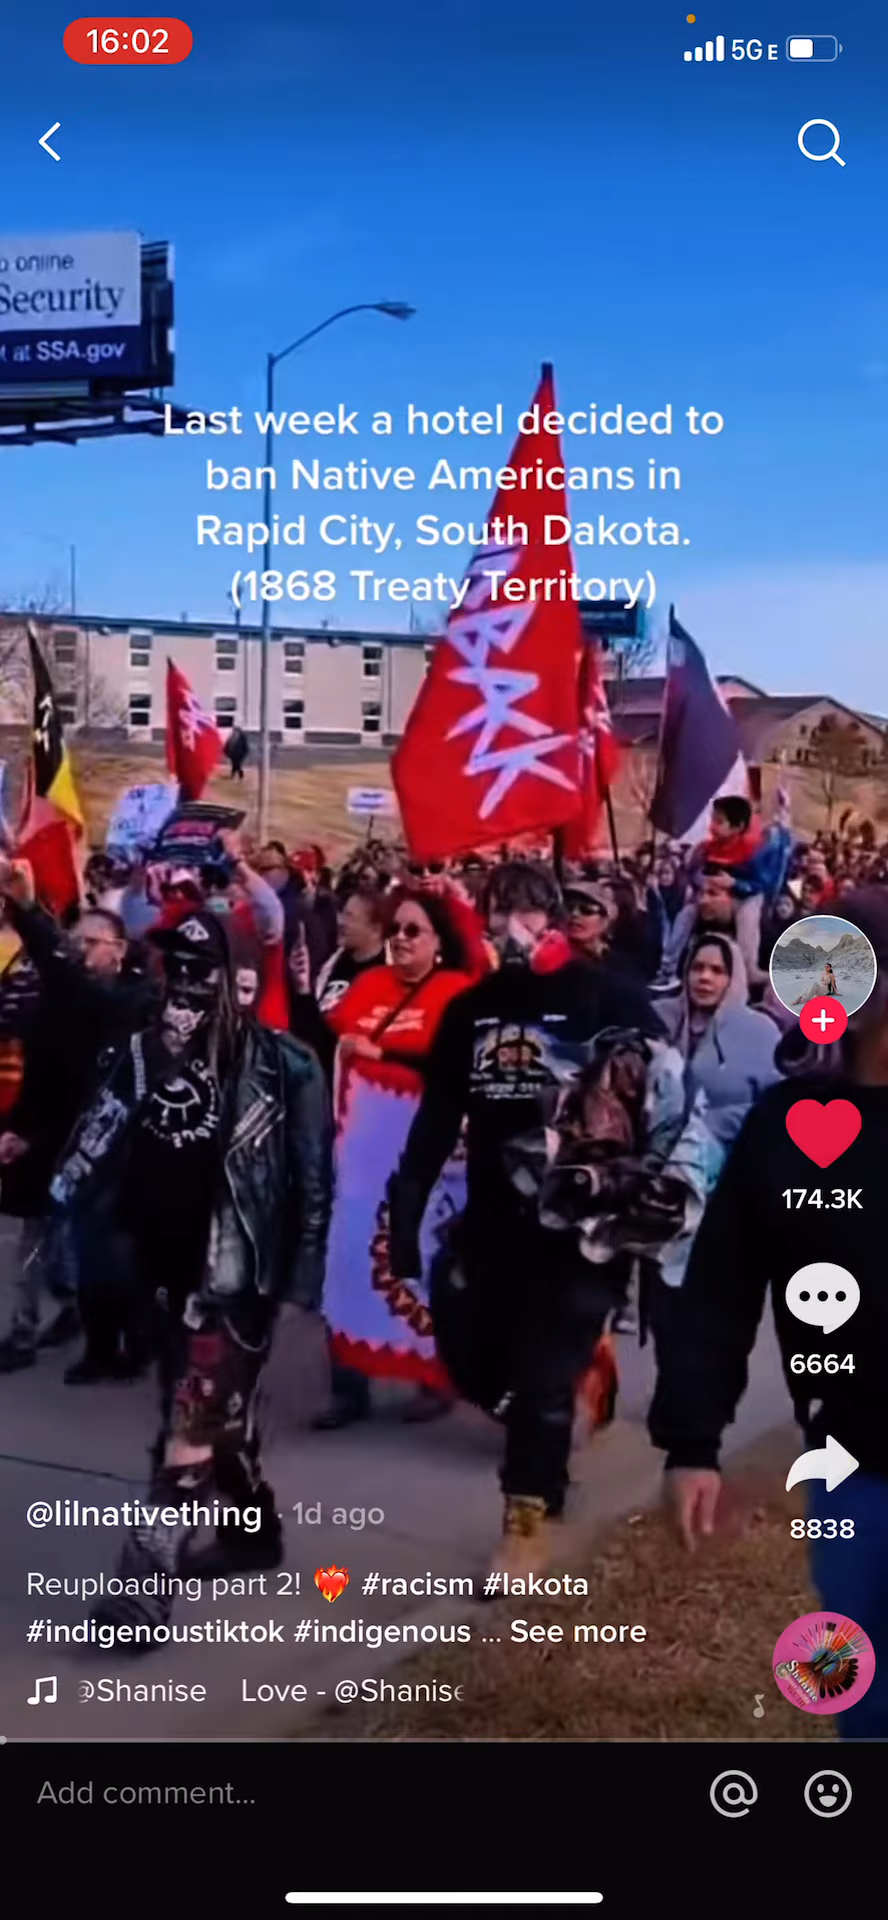 16:02
5G E
o online
Security
t at SSA.gov
Last week a hotel decided to
ban Native Americans in
Rapid City, South Dakota.
(1868 Treaty Territory)
BACK
174.3K
6664
8838
@lilnativething · 1d ago
Reuploading part 2! #racism #lakota
#indigenoustiktok #indigenous ... See more
@Shanise Love - @Shanise
Shanise
Add comment...